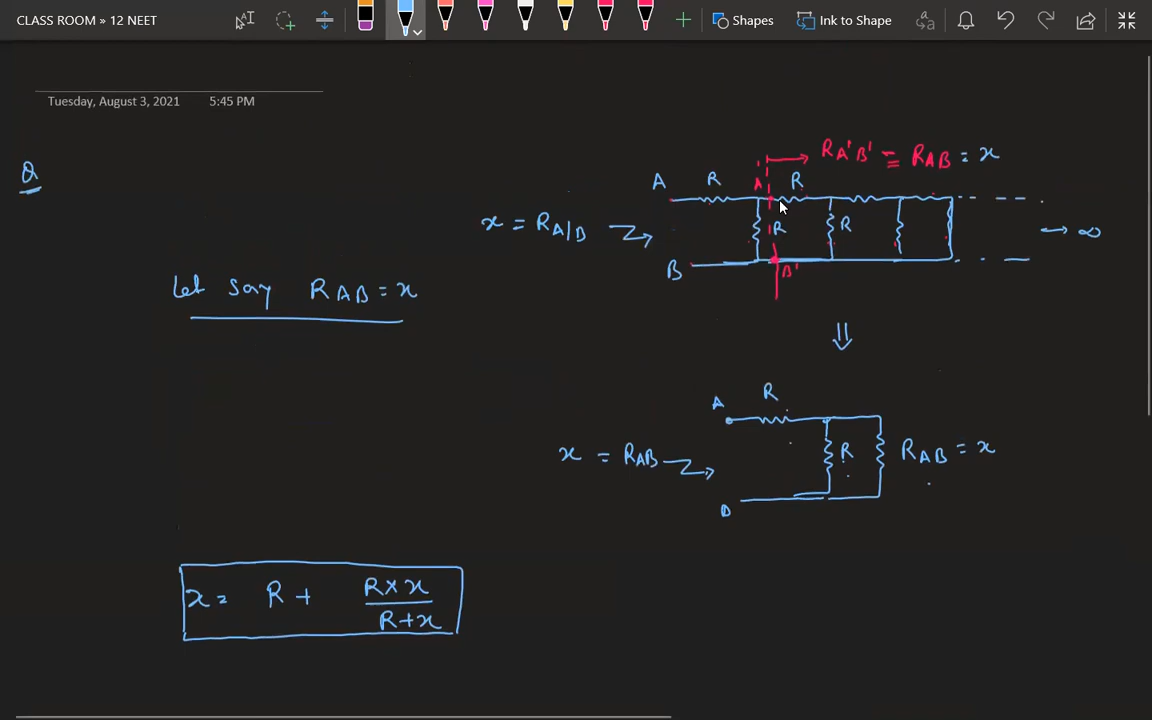 CLASS ROOM » 12 NEET
Shapes
Ink to Shape
Tuesday, August 3, 2021 5:45 PM
Q
R A'B' = R AB = x
A R A' R
x = R A/B R R → ∞
B B'
Let say R AB = x
⇓
A R
x = R AB R R AB = x
B
x = R + R×x / R+x